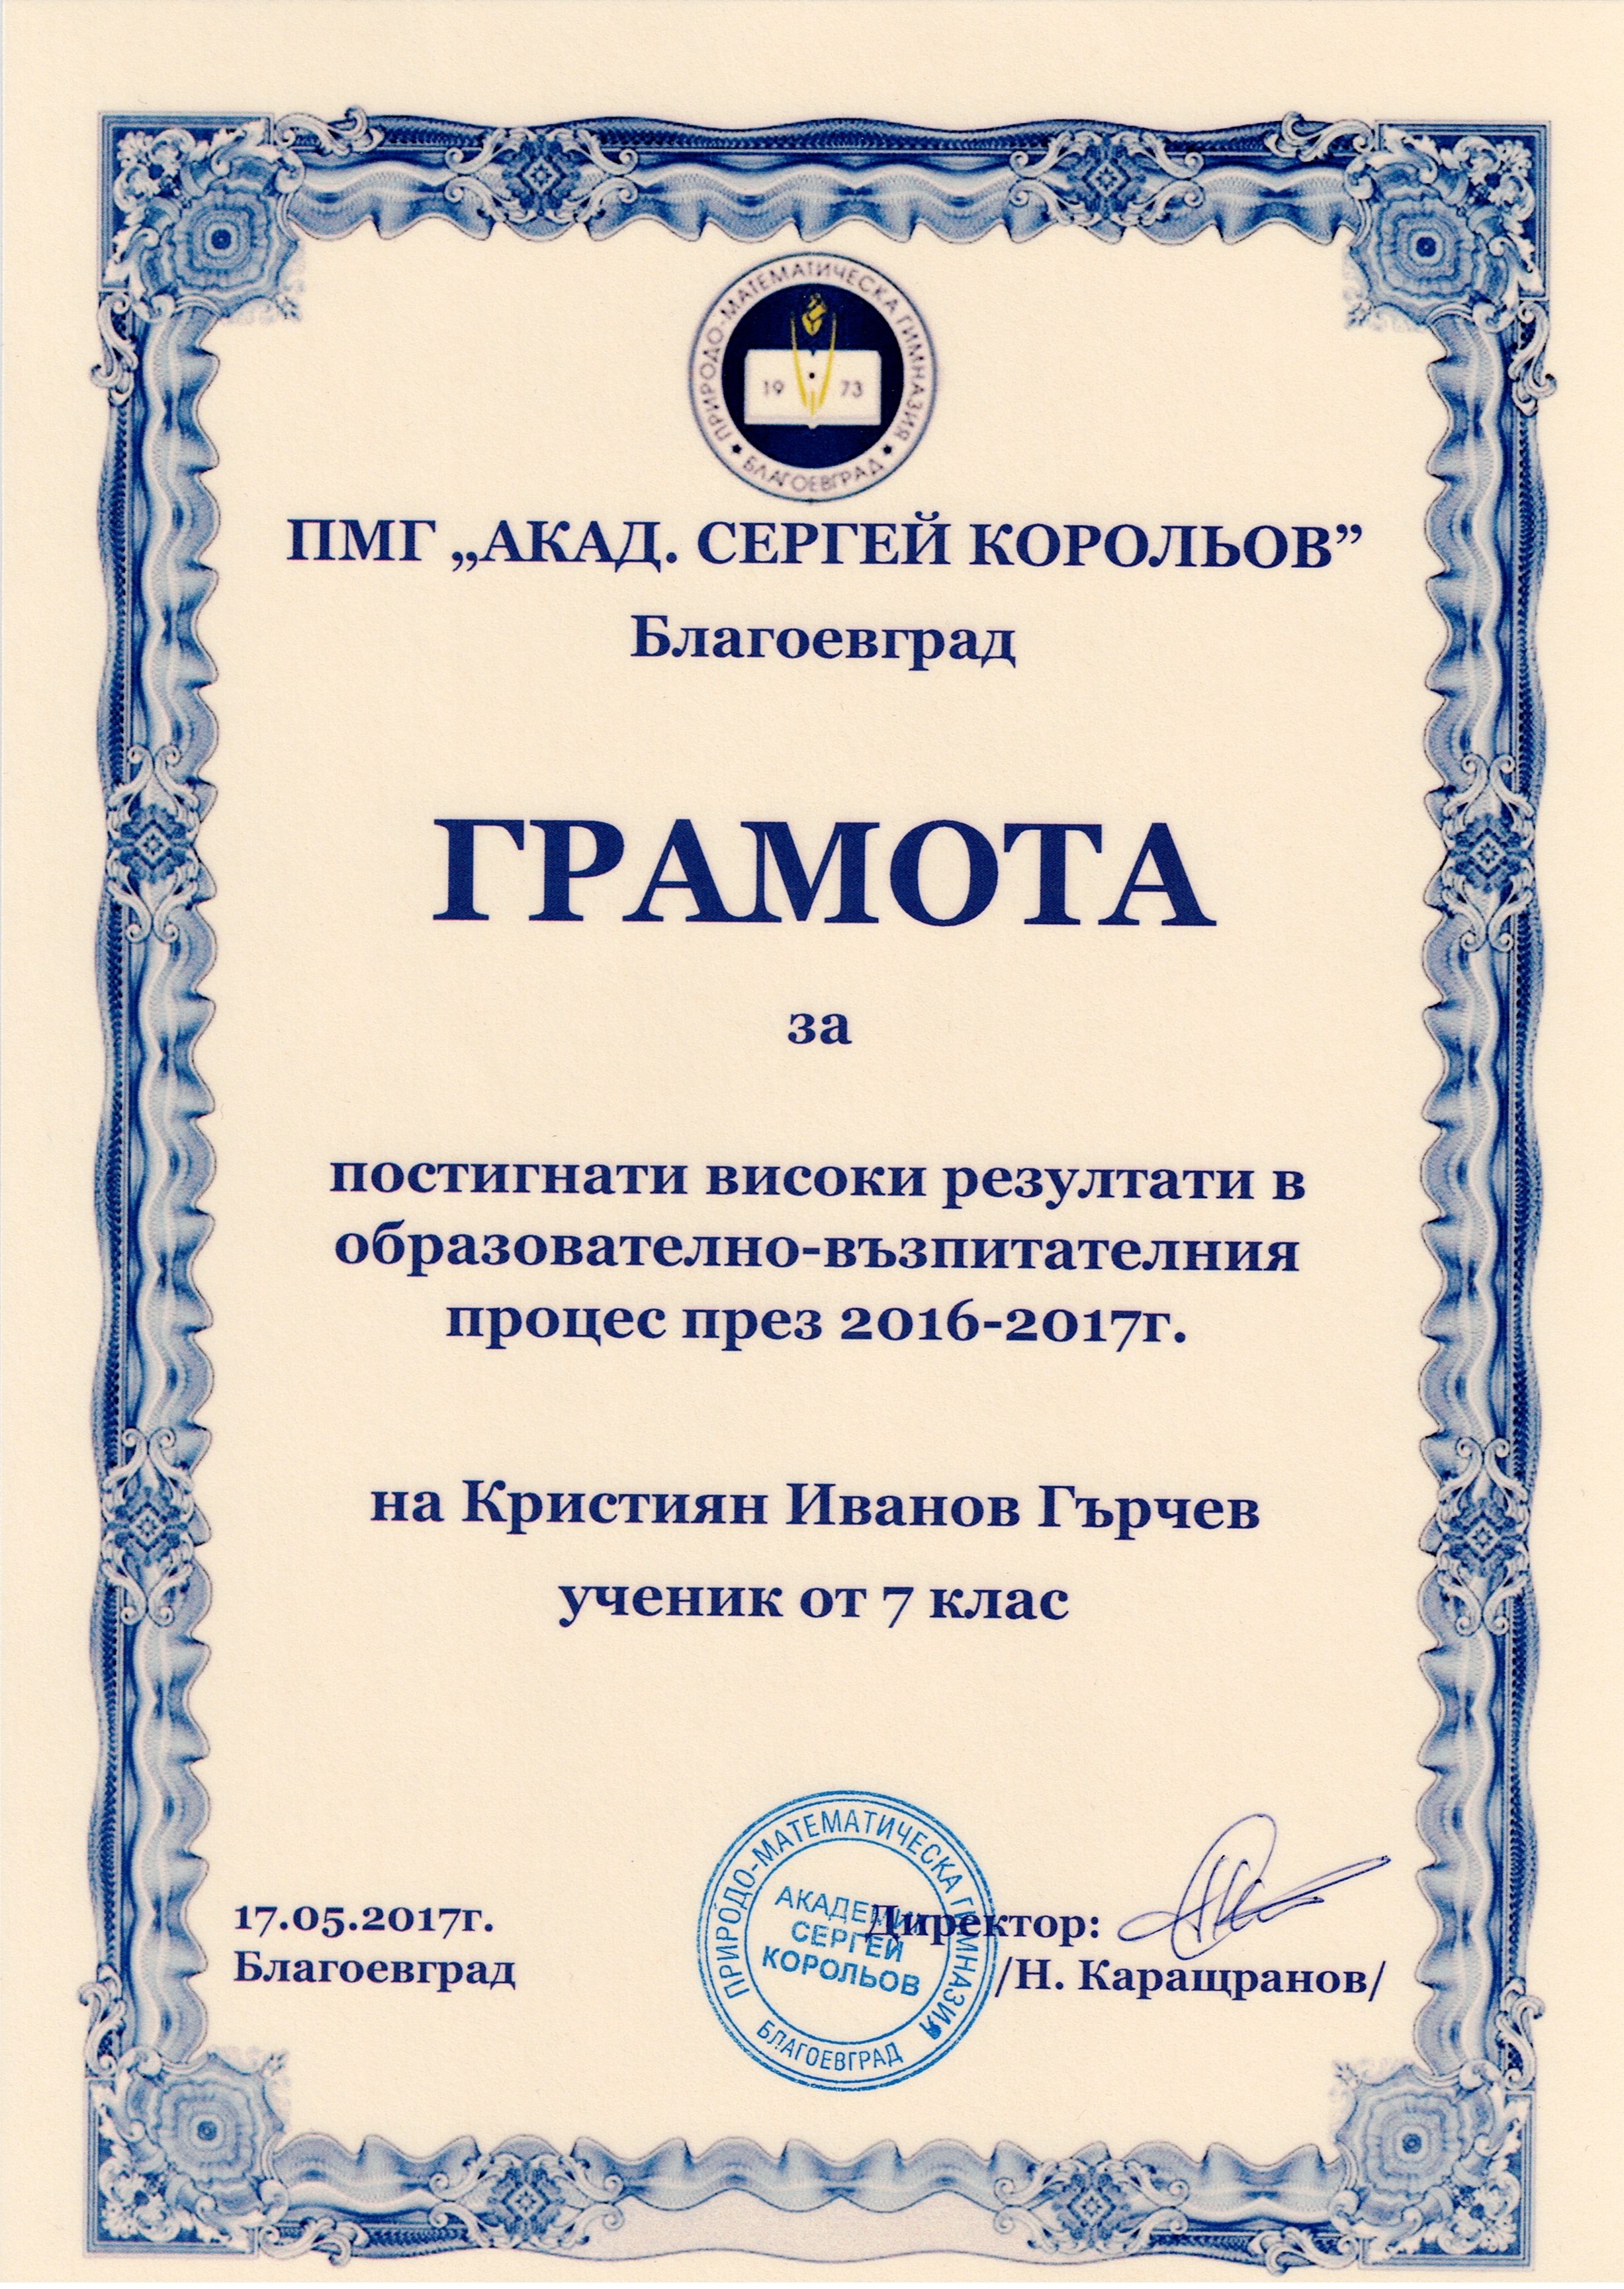 ПРИРОДО-МАТЕМАТИЧЕСКА ГИМНАЗИЯ
19 73
БЛАГОЕВГРАД
ПМГ „АКАД. СЕРГЕЙ КОРОЛЬОВ”
Благоевград
ГРАМОТА
за
постигнати високи резултати в
образователно-възпитателния
процес през 2016-2017г.
на Кристиян Иванов Гърчев
ученик от 7 клас
17.05.2017г.
Благоевград
ПРИРОДО-МАТЕМАТИЧЕСКА ГИМНАЗИЯ
АКАДЕМИК
СЕРГЕЙ
КОРОЛЬОВ
БЛАГОЕВГРАД
Директор:
/Н. Каращранов/